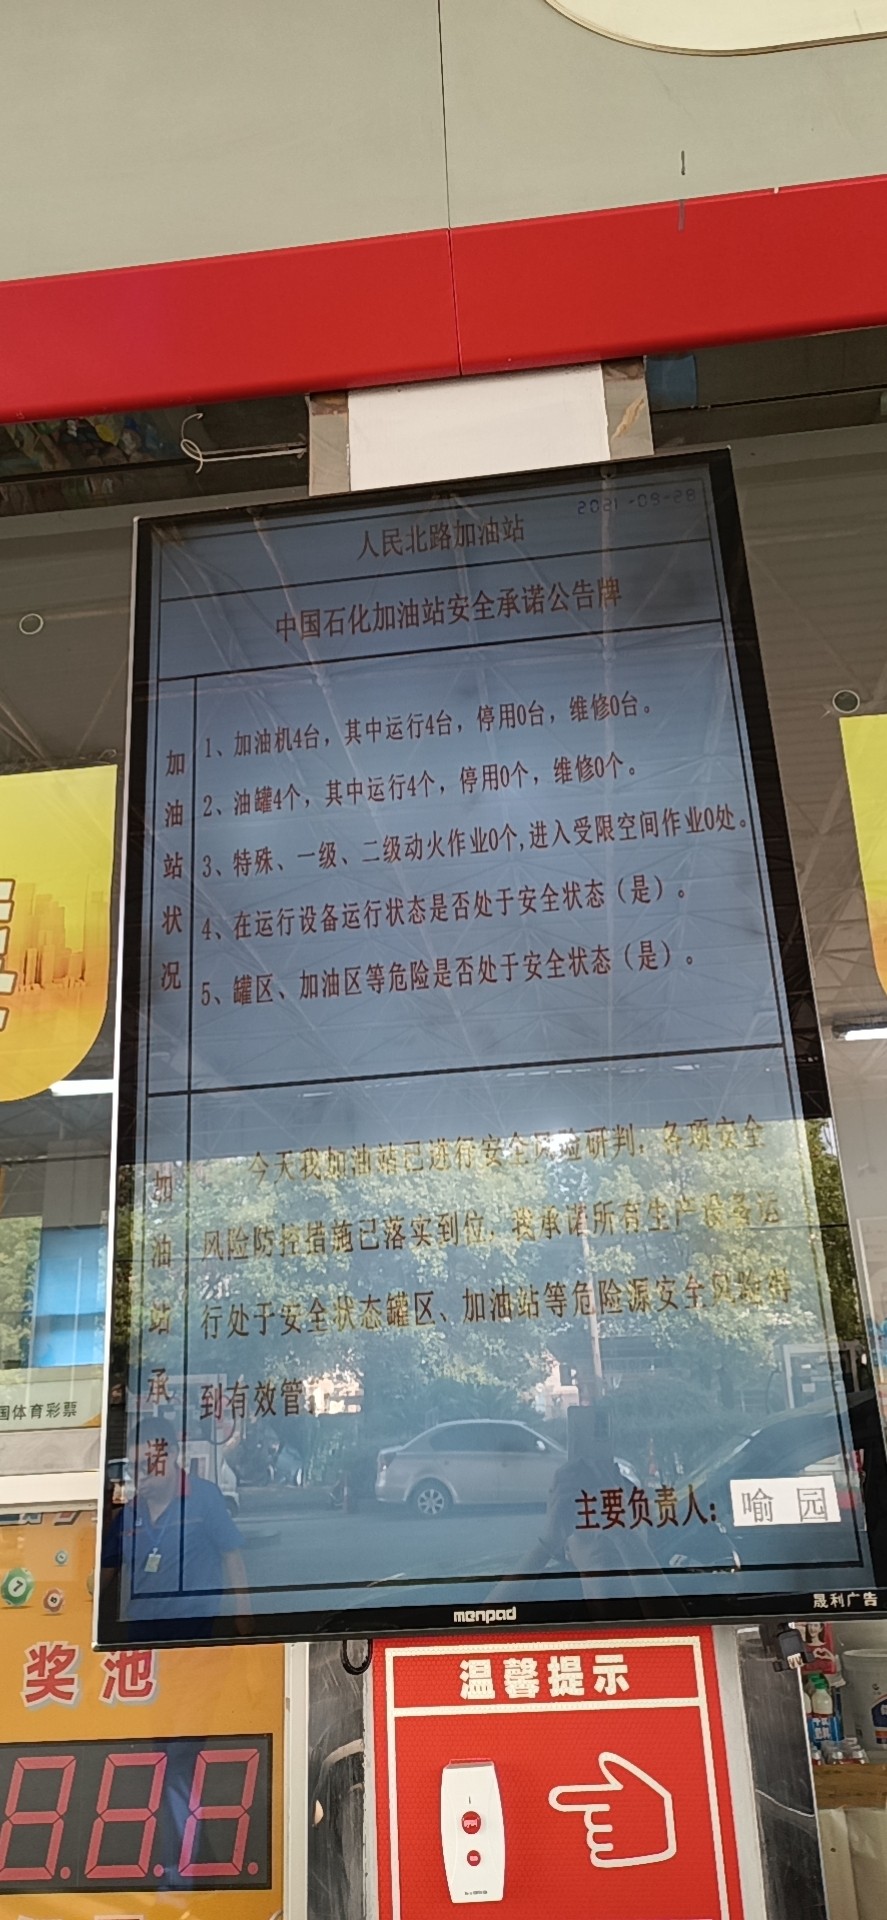 2021-09-28
人民北路加油站
中国石化加油站安全承诺公告牌
加油站状况
1、加油机4台，其中运行4台，停用0台，维修0台。
2、油罐4个，其中运行4个，停用0个，维修0个。
3、特殊、一级、二级动火作业0个,进入受限空间作业0处。
4、在运行设备运行状态是否处于安全状态（是）。
5、罐区、加油区等危险是否处于安全状态（是）。
加油站承诺
今天我加油站已进行安全风险研判，各项安全
风险防控措施已落实到位，我承诺所有生产设备运
行处于安全状态罐区、加油站等危险源安全风险得
到有效管
主要负责人：喻园
menpad
晟利广告
国体育彩票
7
奖池
8.8.8.
温馨提示